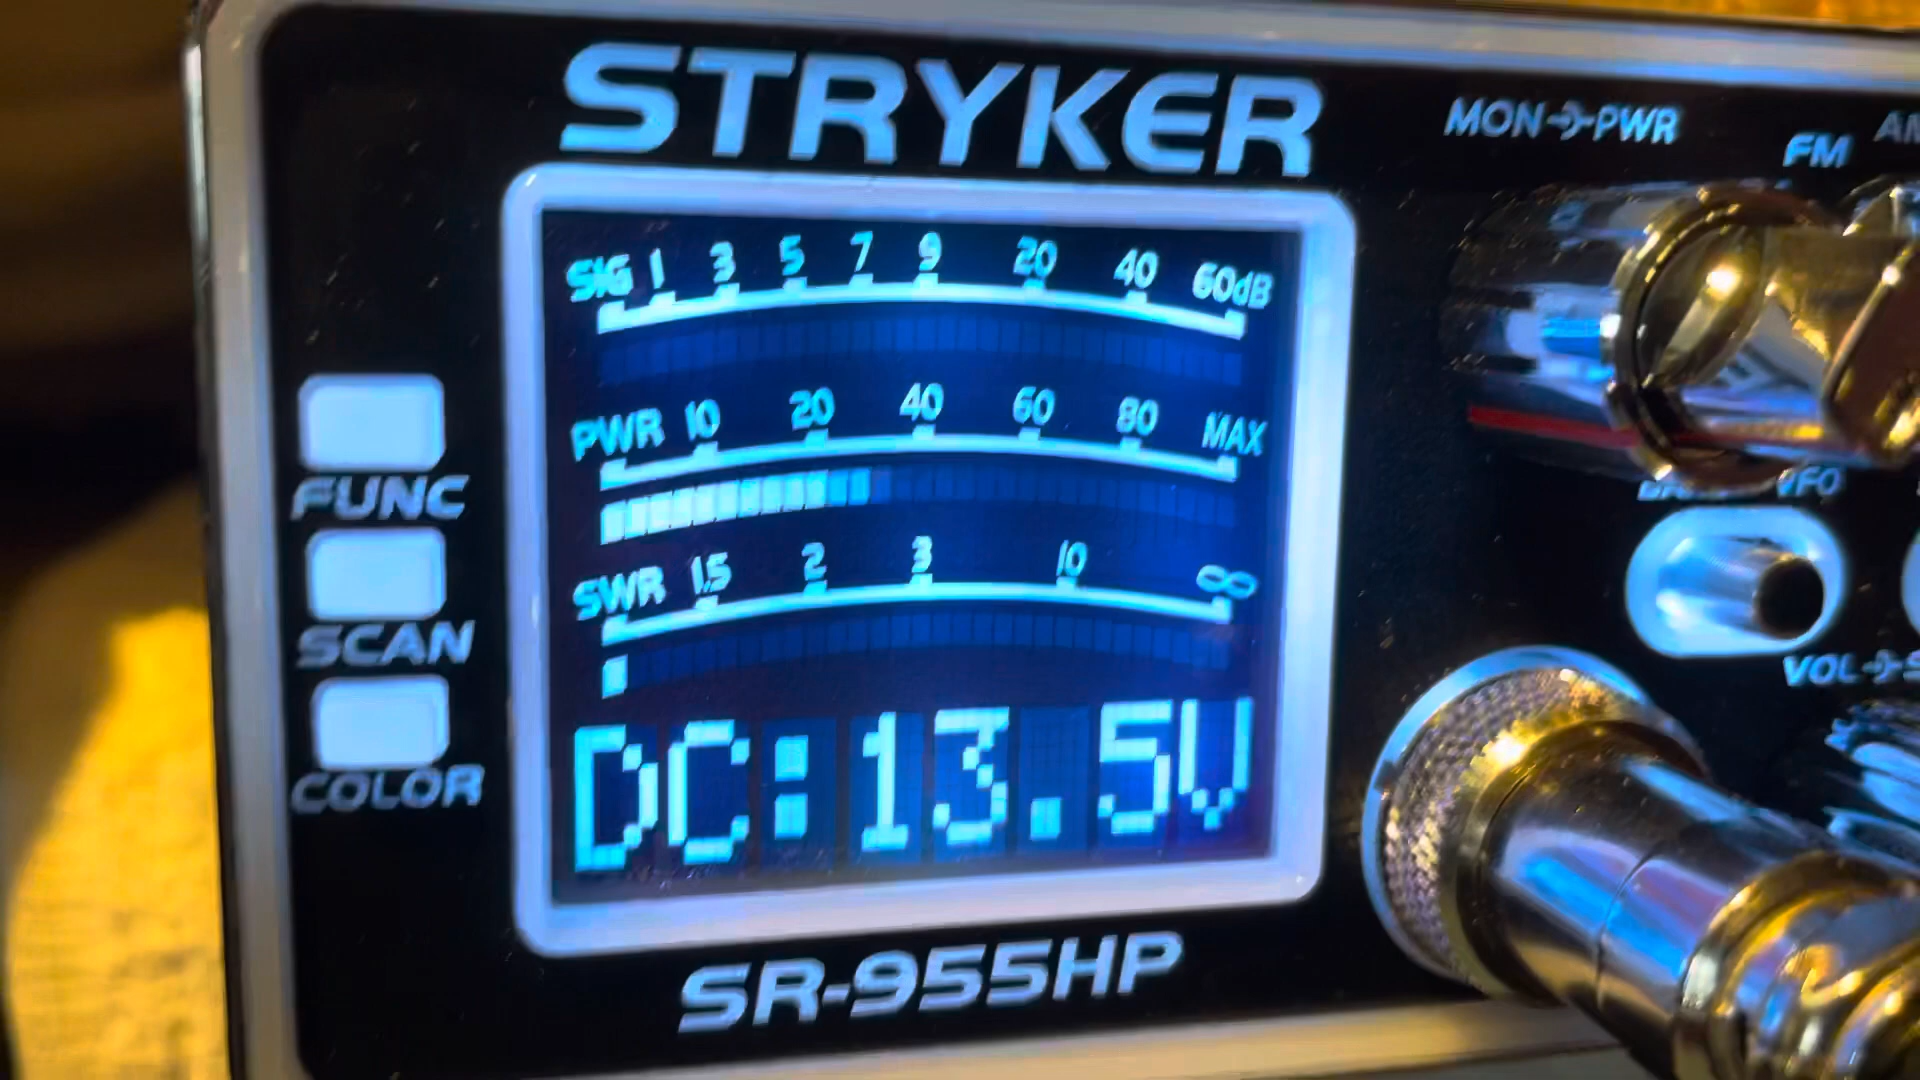 STRYKER
MON PWR
FM
SIG 1 3 5 7 9 20 40 60dB
PWR 10 20 40 60 80 MAX
FUNC
VFO
SWR 1.5 2 3 10 ∞
SCAN
VOL
DC:13.5V
COLOR
SR-955HP